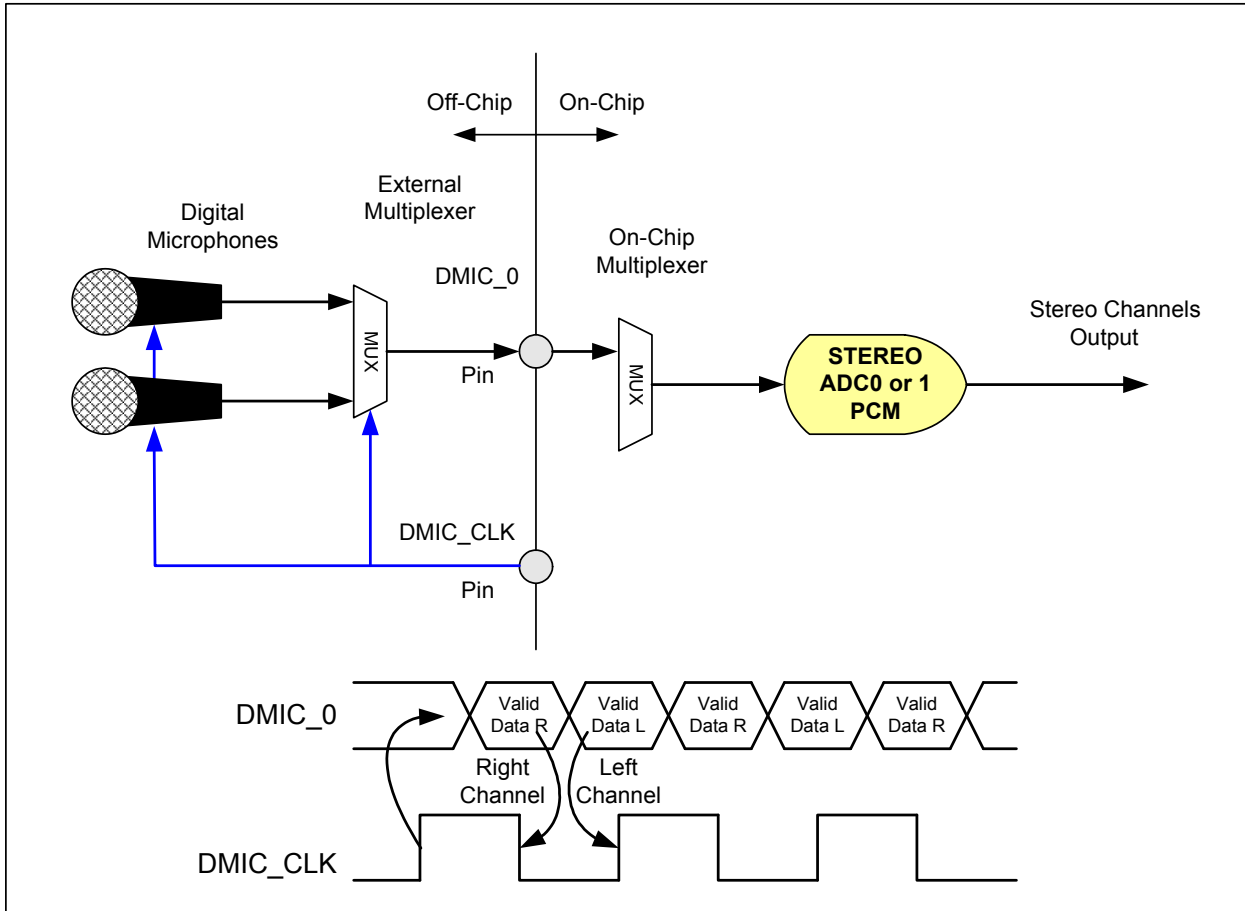 Off-Chip
On-Chip
External
Multiplexer
Digital
Microphones
On-Chip
Multiplexer
DMIC_0
Stereo Channels
Output
MUX
MUX
STEREO
ADC0 or 1
PCM
Pin
DMIC_CLK
Pin
DMIC_0
Valid
Data R
Valid
Data L
Valid
Data R
Valid
Data L
Valid
Data R
Right
Channel
Left
Channel
DMIC_CLK